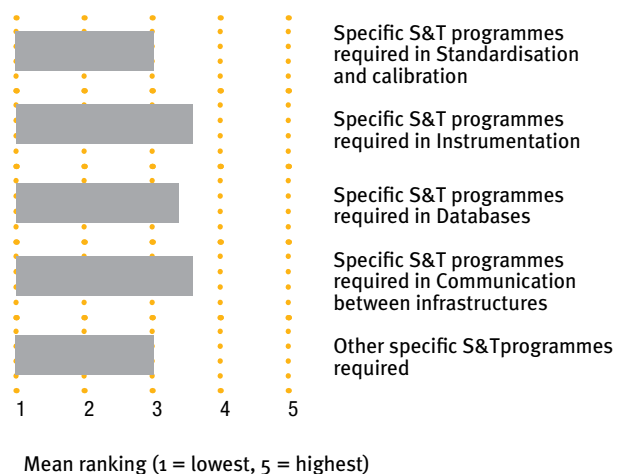 Specific S&T programmes
required in Standardisation
and calibration
Specific S&T programmes
required in Instrumentation
Specific S&T programmes
required in Databases
Specific S&T programmes
required in Communication
between infrastructures
Other specific S&Tprogrammes
required
1 2 3 4 5
Mean ranking (1 = lowest, 5 = highest)